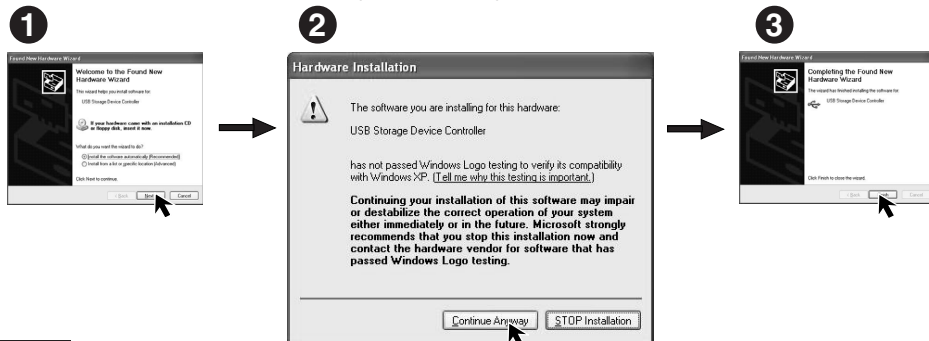 1
2
3
Found New Hardware Wizard
Welcome to the Found New
Hardware Wizard
This wizard helps you install software for:
USB Storage Device Controller
If your hardware came with an installation CD
or floppy disk, insert it now.
What do you want the wizard to do?
Install the software automatically (Recommended)
Install from a list or specific location (Advanced)
Click Next to continue.
< Back
Next >
Cancel
Hardware Installation
The software you are installing for this hardware:
USB Storage Device Controller
has not passed Windows Logo testing to verify its compatibility
with Windows XP. (Tell me why this testing is important.)
Continuing your installation of this software may impair
or destabilize the correct operation of your system
either immediately or in the future. Microsoft strongly
recommends that you stop this installation now and
contact the hardware vendor for software that has
passed Windows Logo testing.
Continue Anyway
STOP Installation
Found New Hardware Wizard
Completing the Found New
Hardware Wizard
The wizard has finished installing the software for:
USB Storage Device Controller
Click Finish to close the wizard.
< Back
Cancel